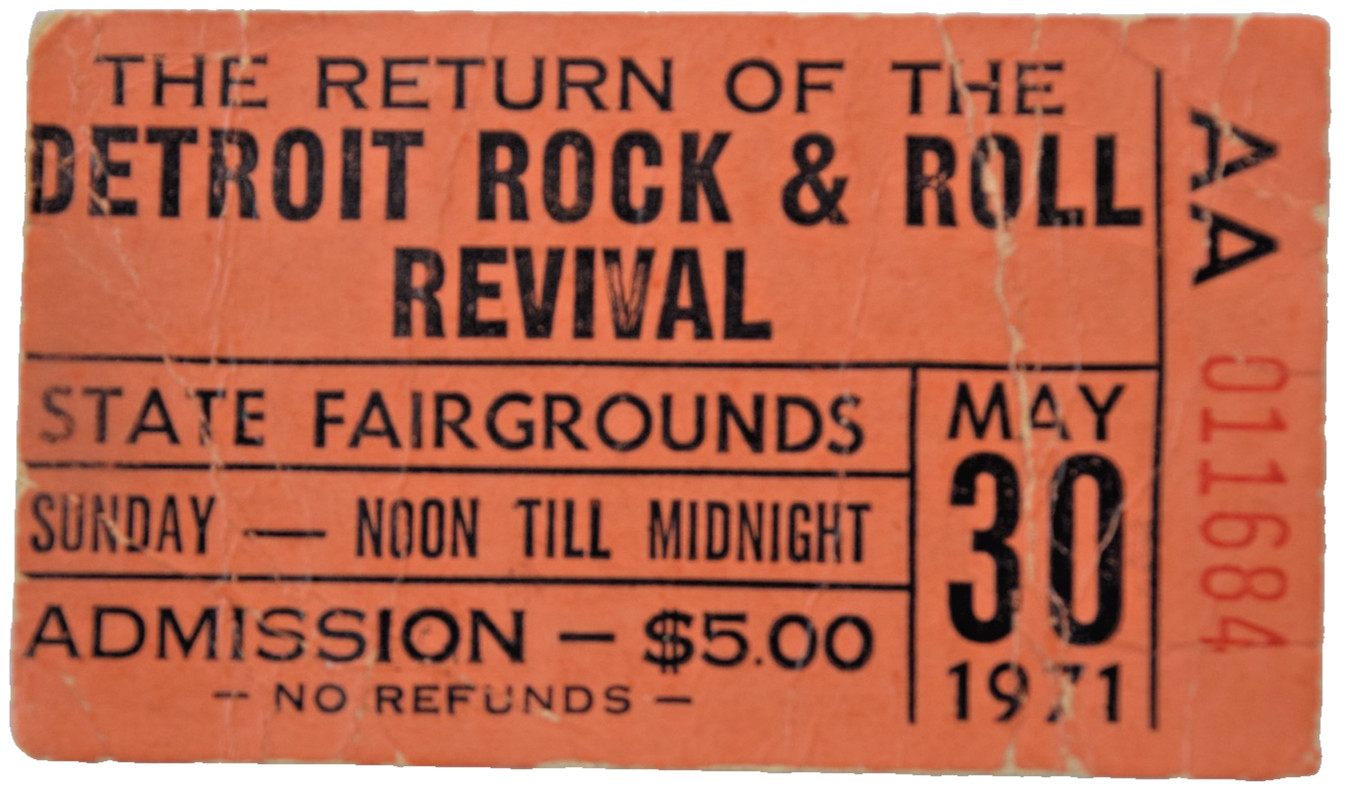 THE RETURN OF THE
DETROIT ROCK & ROLL
REVIVAL
STATE FAIRGROUNDS
SUNDAY — NOON TILL MIDNIGHT
ADMISSION — $5.00
— NO REFUNDS —
MAY
30
1971
AA 011684